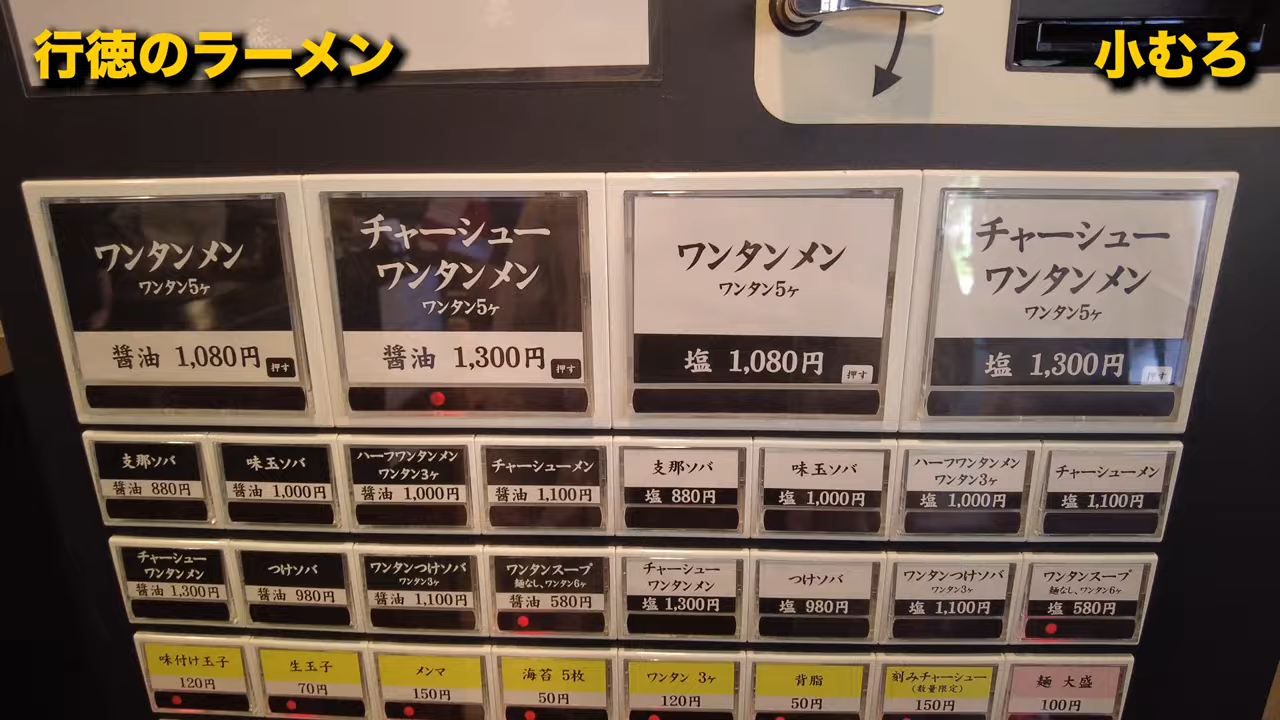 行徳のラーメン
小むろ
ワンタンメン
ワンタン5ヶ
醤油 1,080円
押す
チャーシュー
ワンタンメン
ワンタン5ヶ
醤油 1,300円
押す
ワンタンメン
ワンタン5ヶ
塩 1,080円
押す
チャーシュー
ワンタンメン
ワンタン5ヶ
塩 1,300円
押す
支那ソバ
醤油 880円
味玉ソバ
醤油 1,000円
ハーフワンタンメン
ワンタン3ヶ
醤油 1,000円
チャーシューメン
醤油 1,100円
支那ソバ
塩 880円
味玉ソバ
塩 1,000円
ハーフワンタンメン
ワンタン3ヶ
塩 1,000円
チャーシューメン
塩 1,100円
チャーシュー
ワンタンメン
醤油 1,300円
つけソバ
醤油 980円
ワンタンつけソバ
ワンタン3ヶ
醤油 1,100円
ワンタンスープ
麺なし、ワンタン6ヶ
醤油 580円
チャーシュー
ワンタンメン
塩 1,300円
つけソバ
塩 980円
ワンタンつけソバ
ワンタン3ヶ
塩 1,100円
ワンタンスープ
麺なし、ワンタン6ヶ
塩 580円
味付け玉子
120円
生玉子
70円
メンマ
150円
海苔 5枚
50円
ワンタン 3ヶ
120円
背脂
50円
刻みチャーシュー
(数量限定)
150円
麺 大盛
100円